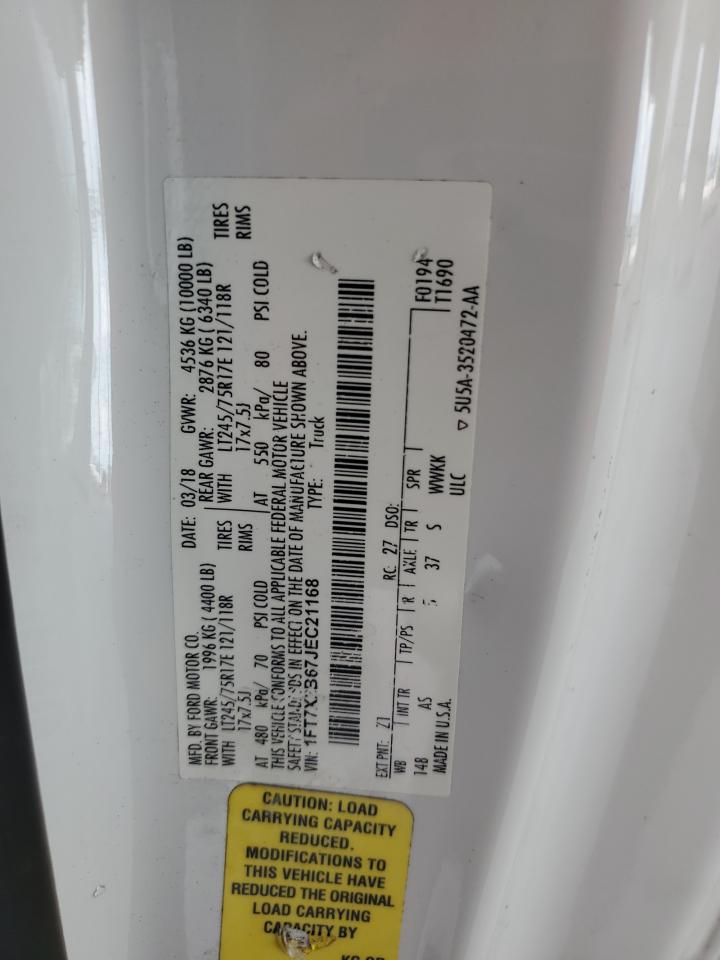 MFD. BY FORD MOTOR CO.
DATE: 03/18 GVWR: 4536 KG (10000 LB)
FRONT GAWR: 1996 KG ( 4400 LB) REAR GAWR: 2876 KG ( 6340 LB)
WITH LT245/75R17E 121/118R TIRES WITH LT245/75R17E 121/118R TIRES
17x7.5J RIMS 17x7.5J RIMS
AT 480 kPa/ 70 PSI COLD AT 550 kPa/ 80 PSI COLD
THIS VEHICLE CONFORMS TO ALL APPLICABLE FEDERAL MOTOR VEHICLE
SAFETY IN EFFECT ON THE DATE OF MANUFACTURE SHOWN ABOVE.
VIN: TYPE: Truck
EXT PNT: Z1 RC: 27 DSO: F0194
WB INT TR TP/PS R AXLE TR SPR T1690
148 AS 37 S WWKK
MADE IN U.S.A. ULC ▽ 5U5A-3520472-AA
CAUTION: LOAD
CARRYING CAPACITY
REDUCED.
MODIFICATIONS TO
THIS VEHICLE HAVE
REDUCED THE ORIGINAL
LOAD CARRYING
CAPACITY BY